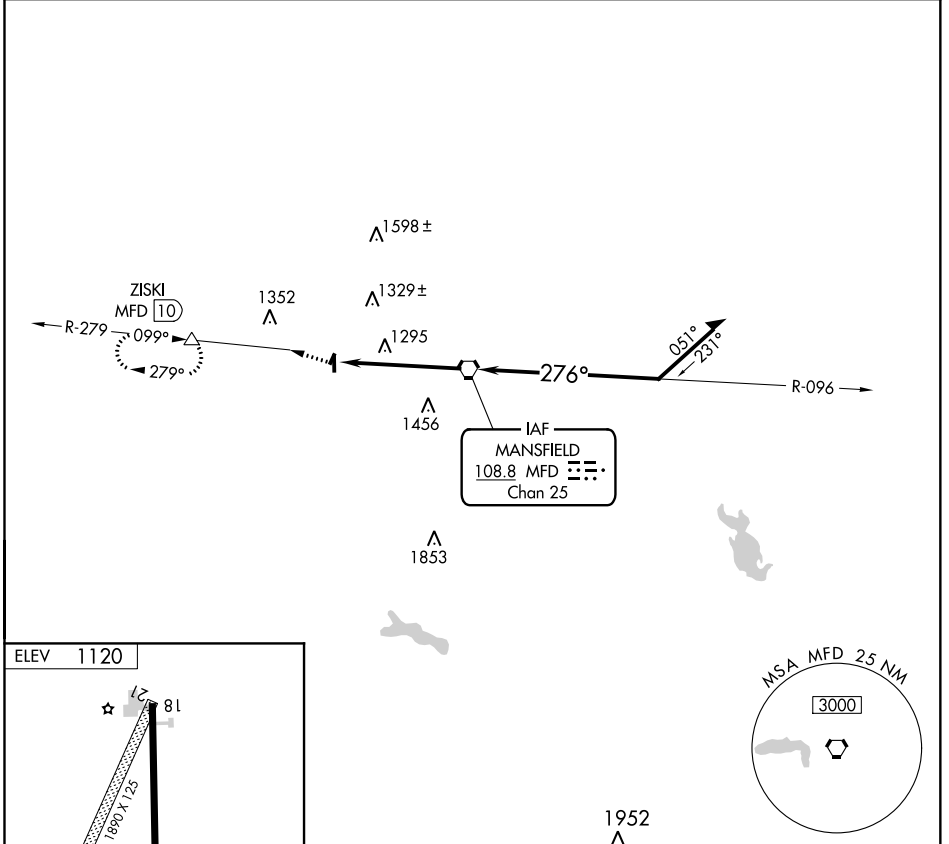 1598 ±
ZISKI
MFD 10
1352
1329 ±
R-279
099°
279°
1295
051°
231°
276°
R-096
1456
IAF
MANSFIELD
108.8 MFD
Chan 25
1853
ELEV 1120
21
18
1890 X 125
MSA MFD 25 NM
3000
1952